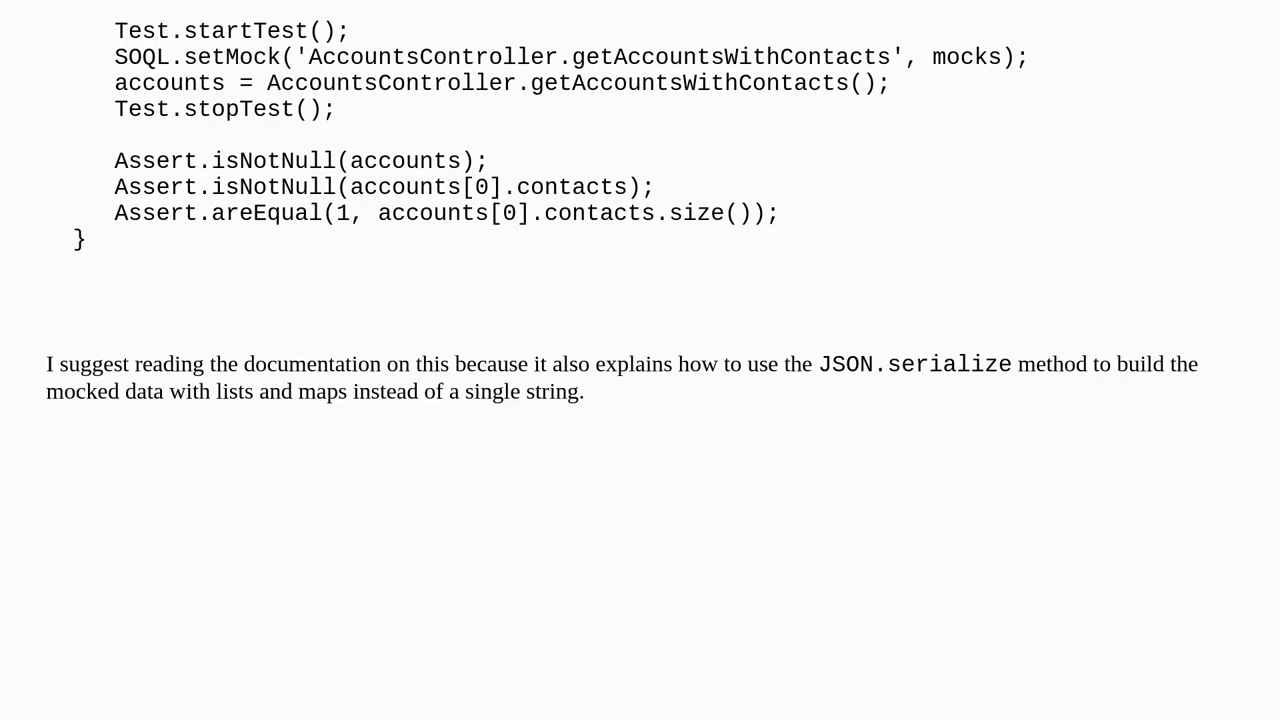 Test.startTest();
SOQL.setMock('AccountsController.getAccountsWithContacts', mocks);
accounts = AccountsController.getAccountsWithContacts();
Test.stopTest();
Assert.isNotNull(accounts);
Assert.isNotNull(accounts[0].contacts);
Assert.areEqual(1, accounts[0].contacts.size());
}
I suggest reading the documentation on this because it also explains how to use the JSON.serialize method to build the
mocked data with lists and maps instead of a single string.